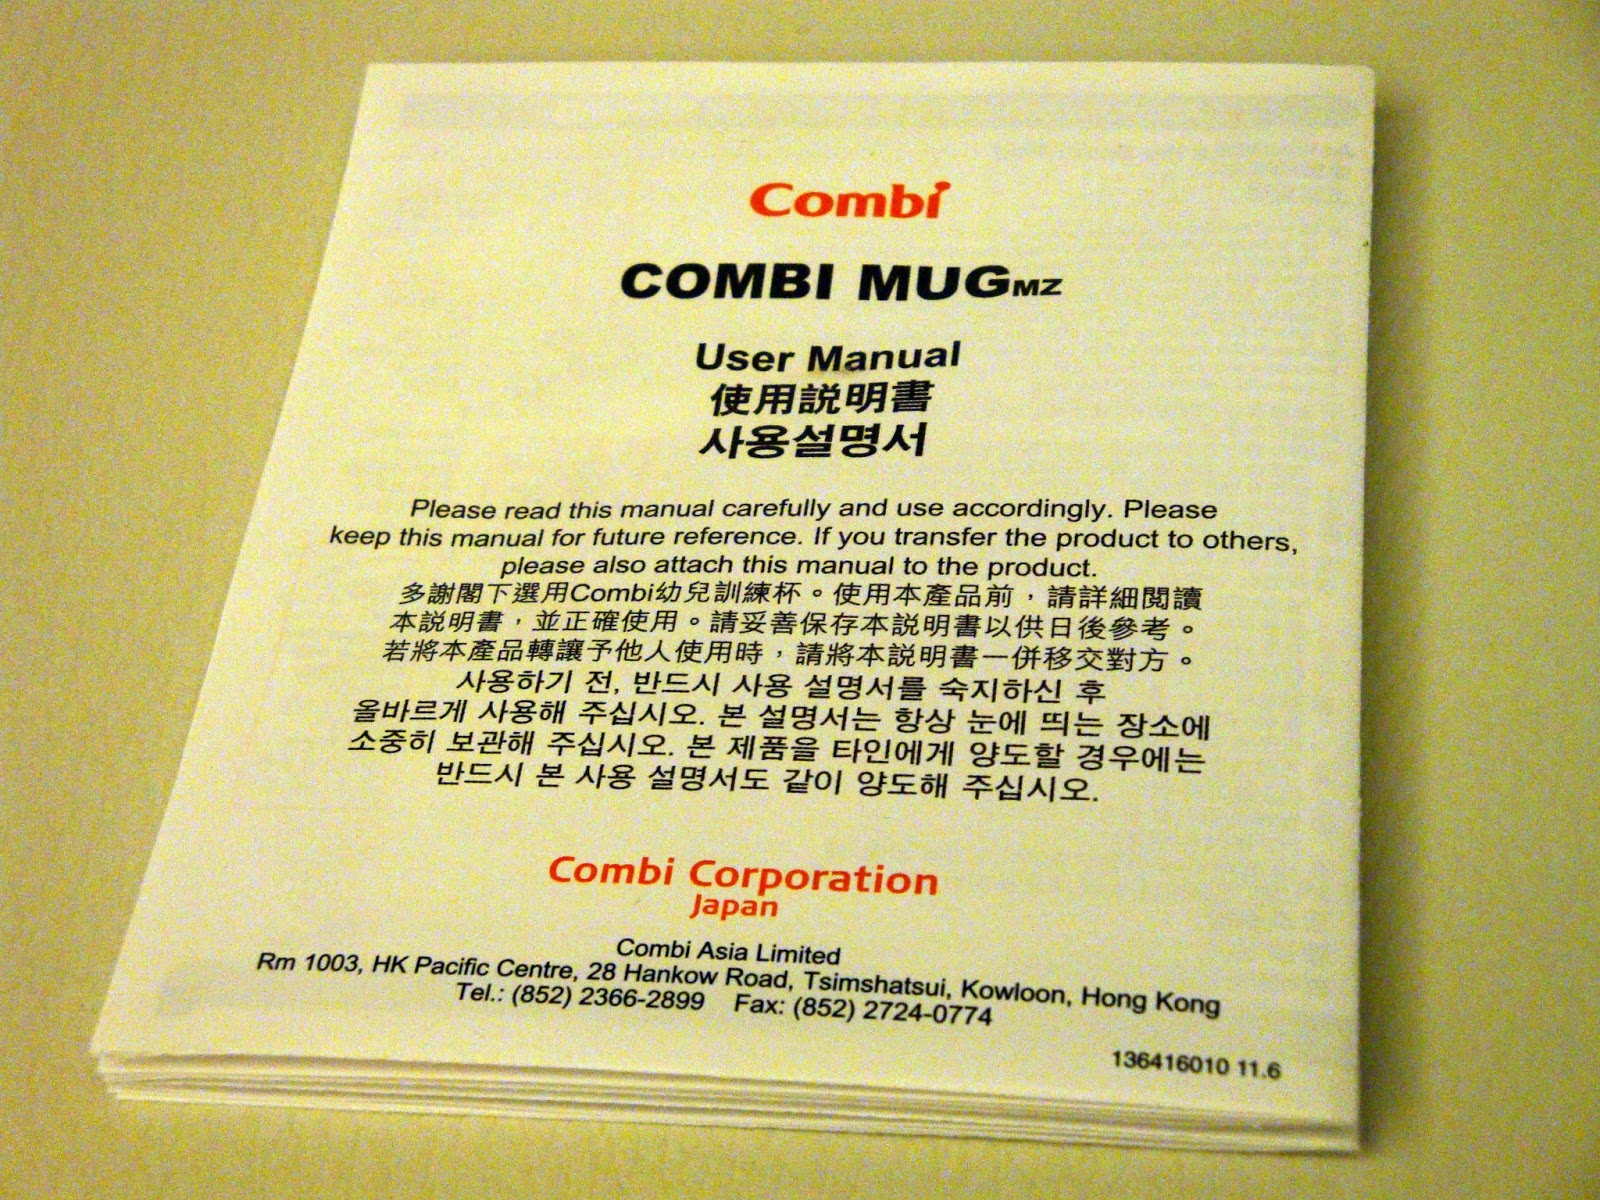 Combi
COMBI MUG MZ
User Manual
使用説明書
사용설명서
Please read this manual carefully and use accordingly. Please
keep this manual for future reference. If you transfer the product to others,
please also attach this manual to the product.
多謝閣下選用Combi幼兒訓練杯。使用本產品前，請詳細閲讀
本説明書，並正確使用。請妥善保存本説明書以供日後參考。
若將本產品轉讓予他人使用時，請將本説明書一併移交對方。
사용하기 전, 반드시 사용 설명서를 숙지하신 후
올바르게 사용해 주십시오. 본 설명서는 항상 눈에 띄는 장소에
소중히 보관해 주십시오. 본 제품을 타인에게 양도할 경우에는
반드시 본 사용 설명서도 같이 양도해 주십시오.
Combi Corporation
Japan
Combi Asia Limited
Rm 1003, HK Pacific Centre, 28 Hankow Road, Tsimshatsui, Kowloon, Hong Kong
Tel.: (852) 2366-2899 Fax: (852) 2724-0774
136416010 11.6